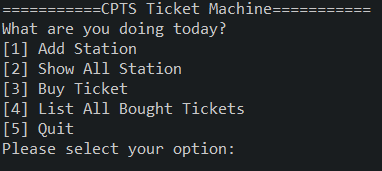 ===========CPTS Ticket Machine===========
What are you doing today?
[1] Add Station
[2] Show All Station
[3] Buy Ticket
[4] List All Bought Tickets
[5] Quit
Please select your option: